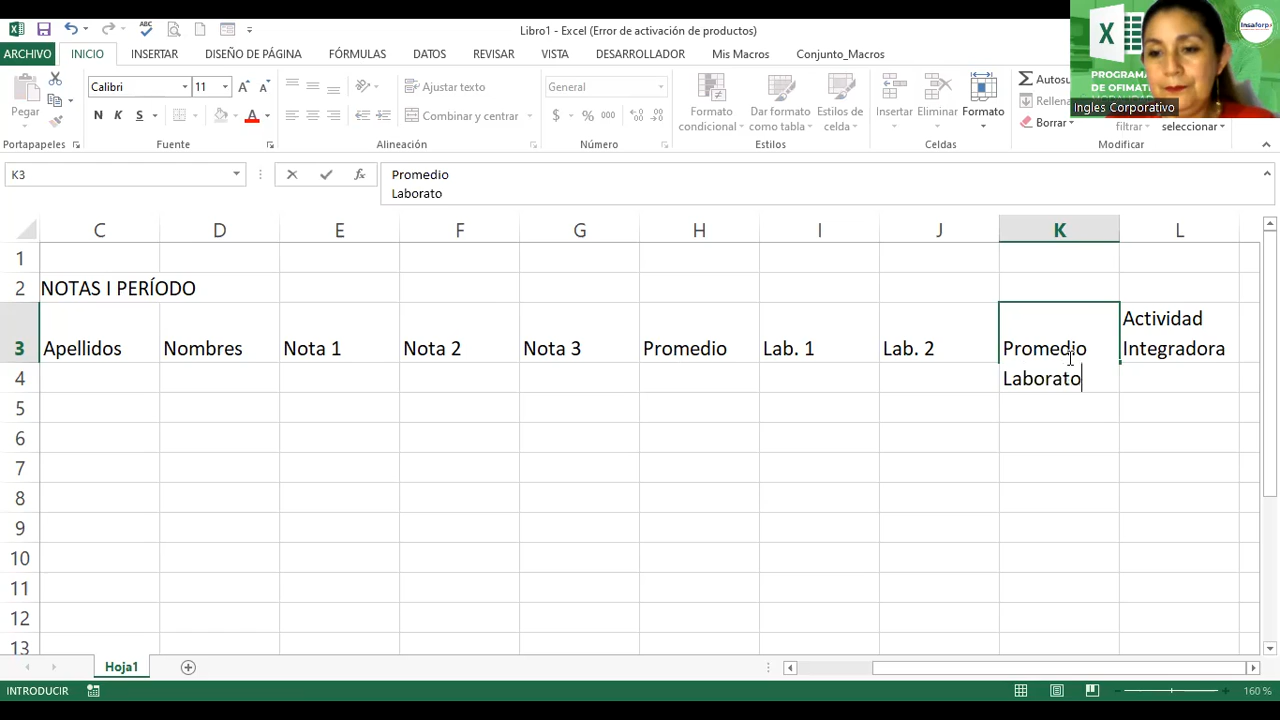 Libro1 - Excel (Error de activación de productos)
ARCHIVO INICIO INSERTAR DISEÑO DE PÁGINA FÓRMULAS DATOS REVISAR VISTA DESARROLLADOR Mis Macros Conjunto_Macros
Pegar
Portapapeles
Calibri 11
N K S
Fuente
Ajustar texto
Combinar y centrar
Alineación
General
$ % 000
Número
Formato condicional
Dar formato como tabla
Estilos de celda
Estilos
Insertar
Eliminar
Formato
Celdas
Autosu
Rellena
Borrar
filtrar
seleccionar
Modificar
PROGRAMA
DE OFIMÁT
Insaforp
Ingles Corporativo
K3
Promedio
Laborato
C D E F G H I J K L
1
2 NOTAS I PERÍODO
3 Apellidos Nombres Nota 1 Nota 2 Nota 3 Promedio Lab. 1 Lab. 2 Promedio Actividad Integradora
4 Laborato
5
6
7
8
9
10
11
12
13
Hoja1
INTRODUCIR
160 %